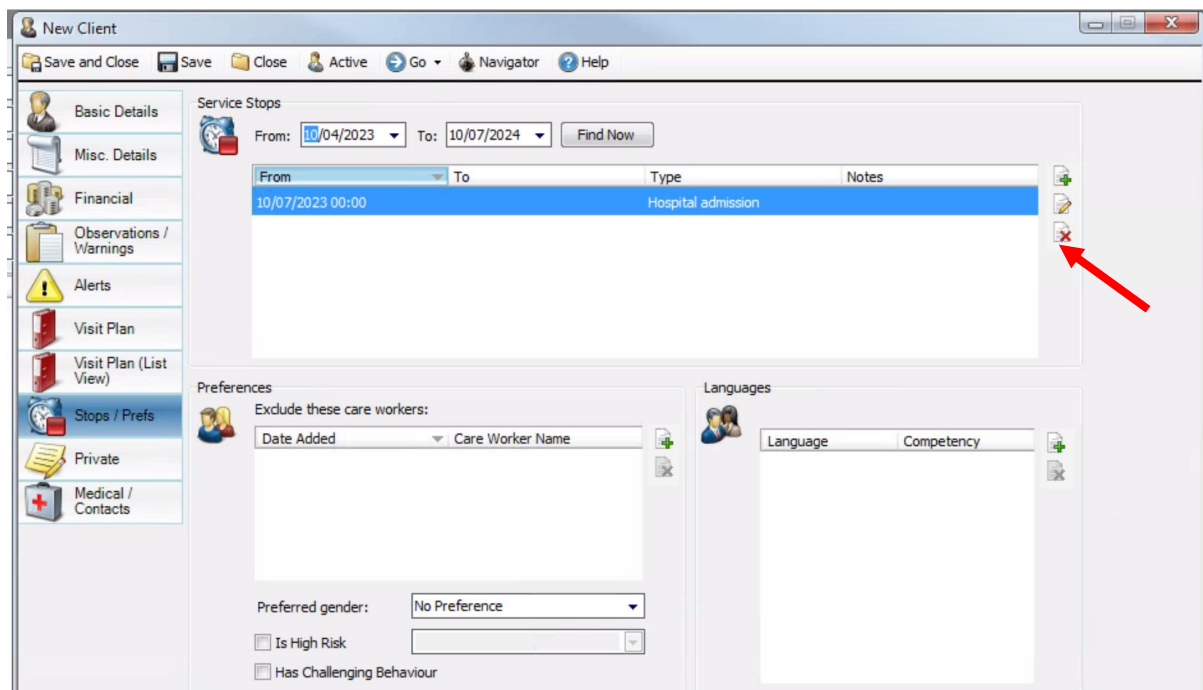 New Client
Save and Close Save Close Active Go Navigator Help
Basic Details
Misc. Details
Financial
Observations /
Warnings
Alerts
Visit Plan
Visit Plan (List
View)
Stops / Prefs
Private
Medical /
Contacts
Service Stops
From: 10/04/2023 To: 10/07/2024 Find Now
From To Type Notes
10/07/2023 00:00 Hospital admission
Preferences
Exclude these care workers:
Date Added Care Worker Name
Preferred gender: No Preference
Is High Risk
Has Challenging Behaviour
Languages
Language Competency